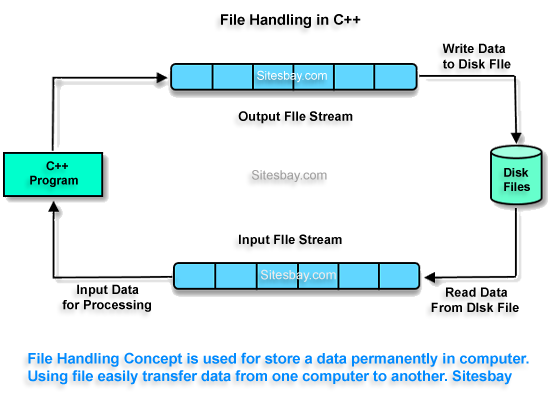 File Handling in C++
Write Data
to Disk FIle
Sitesbay.com
Output FIle Stream
C++
Program
Sitesbay.com
Disk
Files
Input FIle Stream
Sitesbay.com
Input Data
for Processing
Read Data
From DIsk File
File Handling Concept is used for store a data permanently in computer.
Using file easily transfer data from one computer to another. Sitesbay